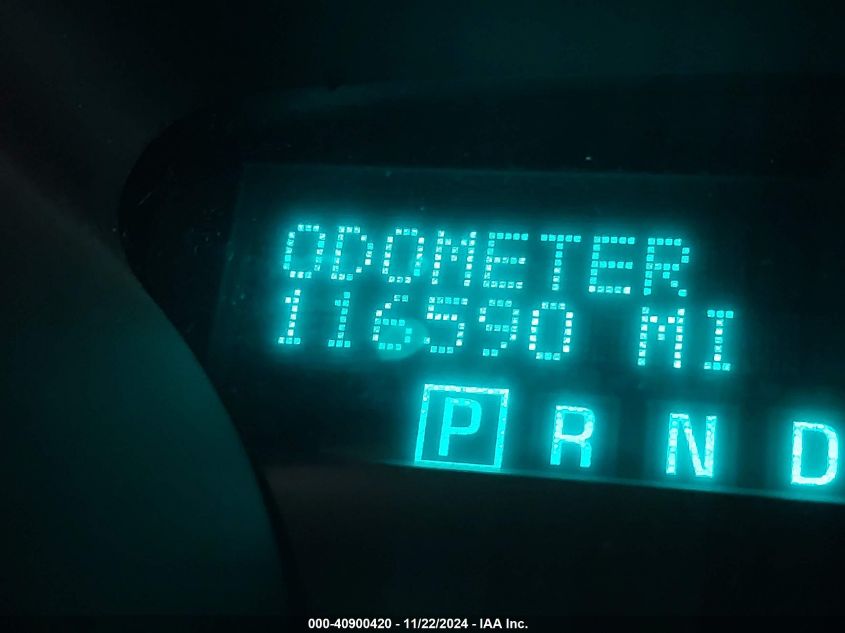 ODOMETER
116590 MI
P R N D
000-40900420 - 11/22/2024 - IAA Inc.